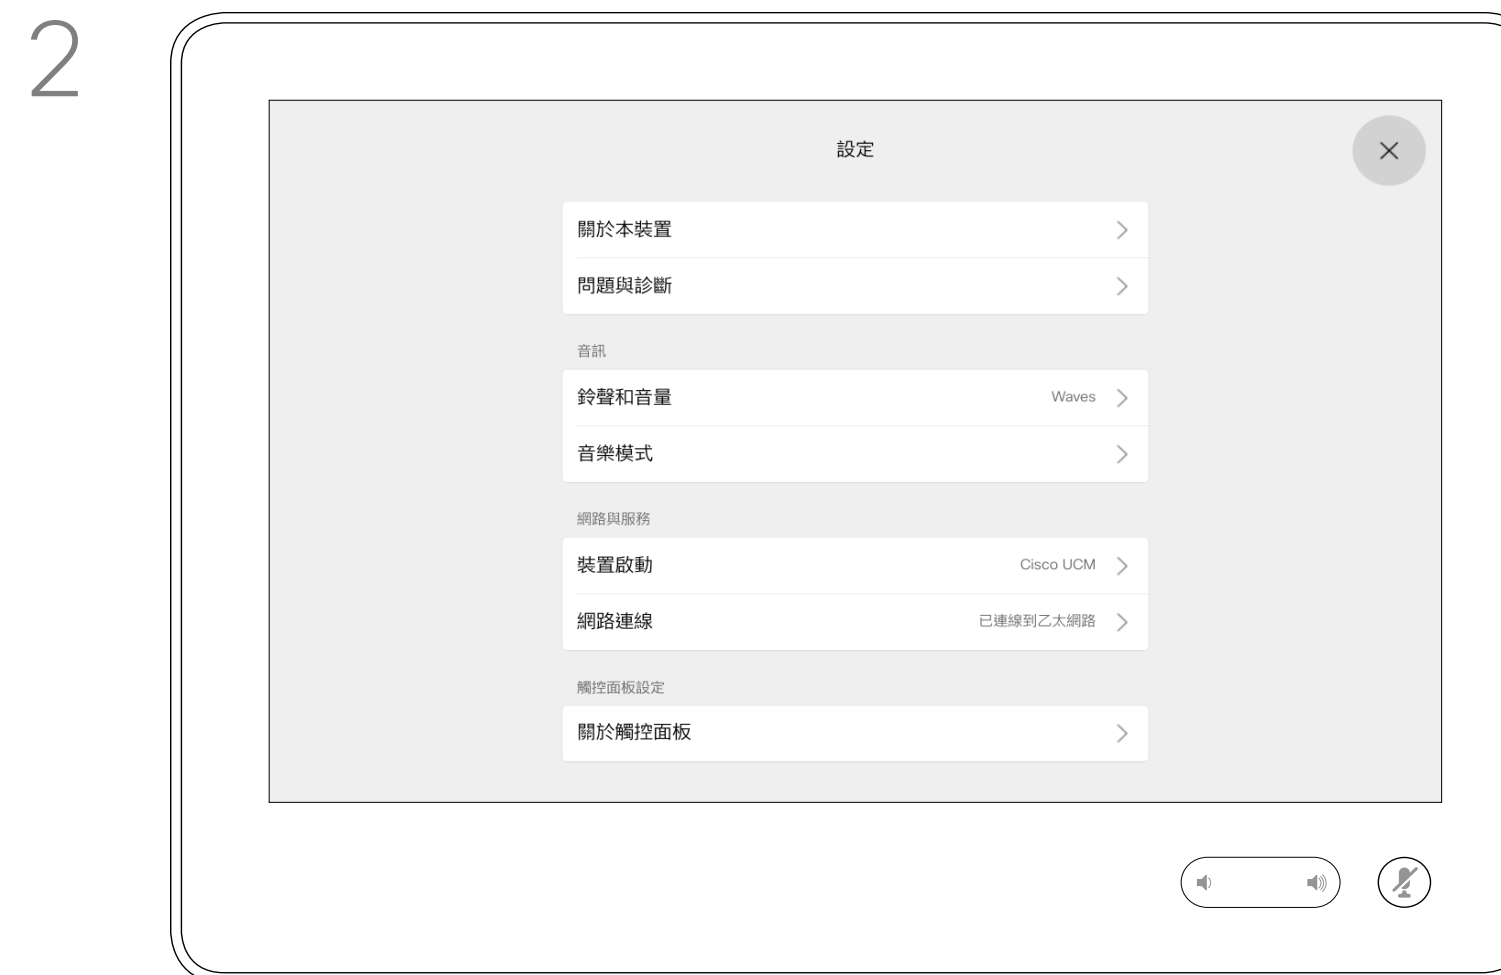 2
設定
關於本裝置
問題與診斷
音訊
鈴聲和音量 Waves
音樂模式
網路與服務
裝置啟動 Cisco UCM
網路連線 已連線到乙太網路
觸控面板設定
關於觸控面板